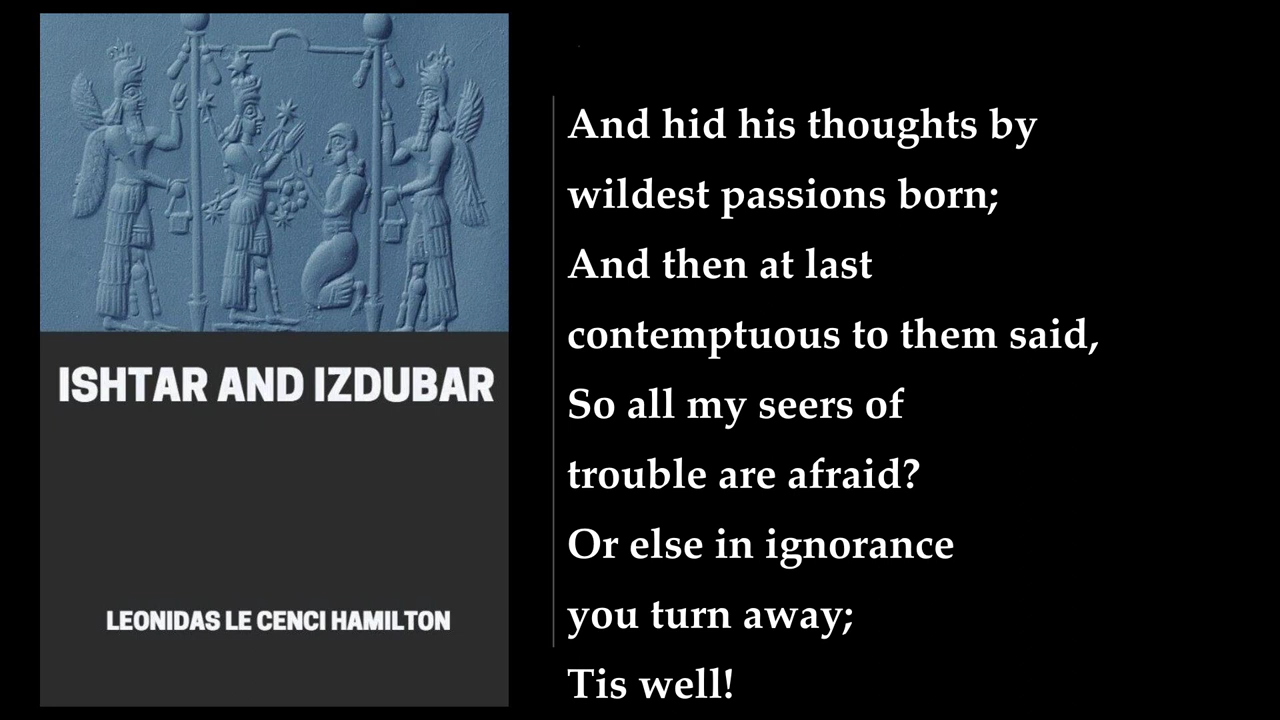 ISHTAR AND IZDUBAR
LEONIDAS LE CENCI HAMILTON
And hid his thoughts by
wildest passions born;
And then at last
contemptuous to them said,
So all my seers of
trouble are afraid?
Or else in ignorance
you turn away;
Tis well!